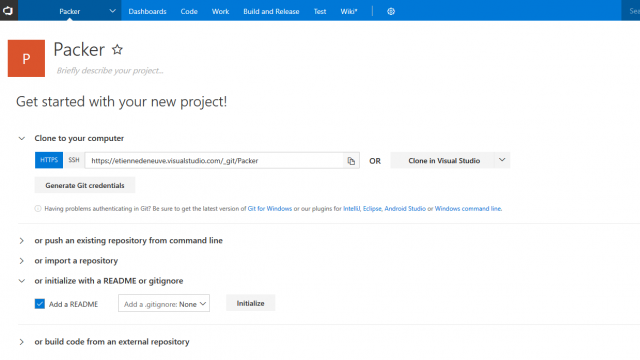 Packer Dashboards Code Work Build and Release Test Wiki* Sea
P
Packer
Briefly describe your project...
Get started with your new project!
Clone to your computer
HTTPS SSH https://etiennedeneuve.visualstudio.com/_git/Packer OR Clone in Visual Studio
Generate Git credentials
Having problems authenticating in Git? Be sure to get the latest version of Git for Windows or our plugins for IntelliJ, Eclipse, Android Studio or Windows command line.
or push an existing repository from command line
or import a repository
or initialize with a README or gitignore
Add a README Add a .gitignore: None Initialize
or build code from an external repository